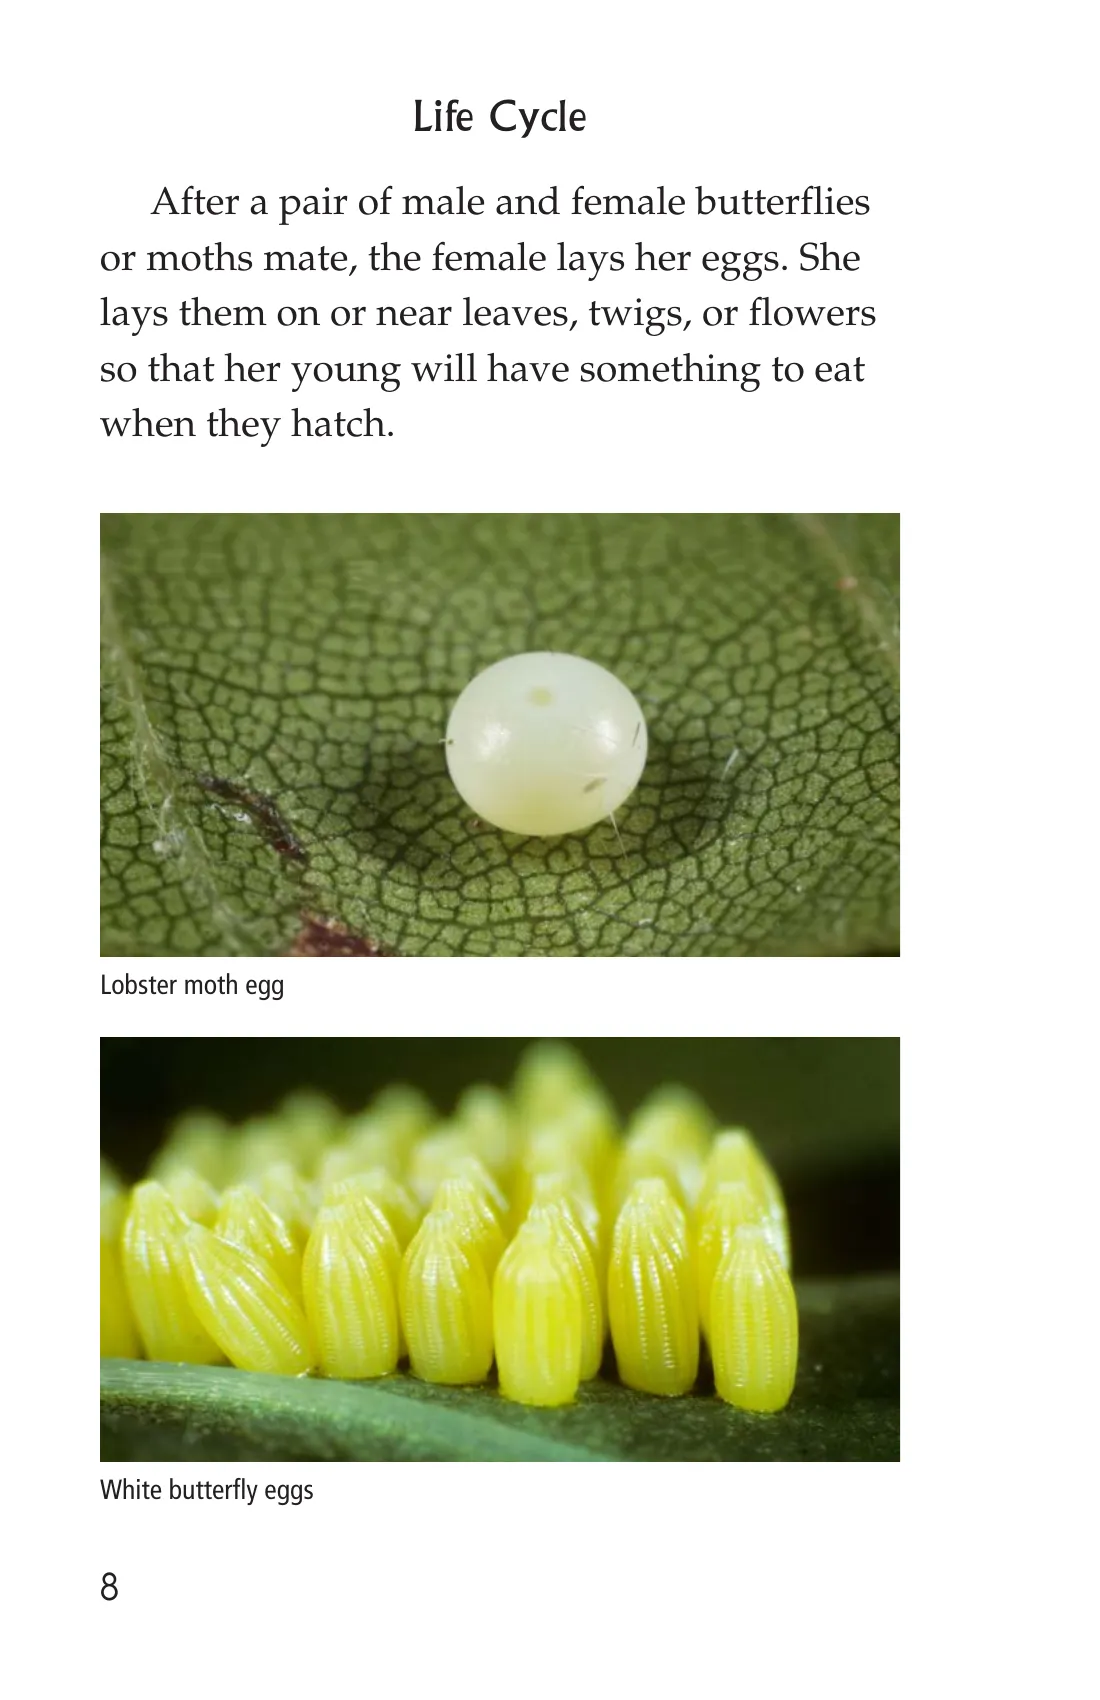 Life Cycle
After a pair of male and female butterflies
or moths mate, the female lays her eggs. She
lays them on or near leaves, twigs, or flowers
so that her young will have something to eat
when they hatch.
Lobster moth egg
White butterfly eggs
8